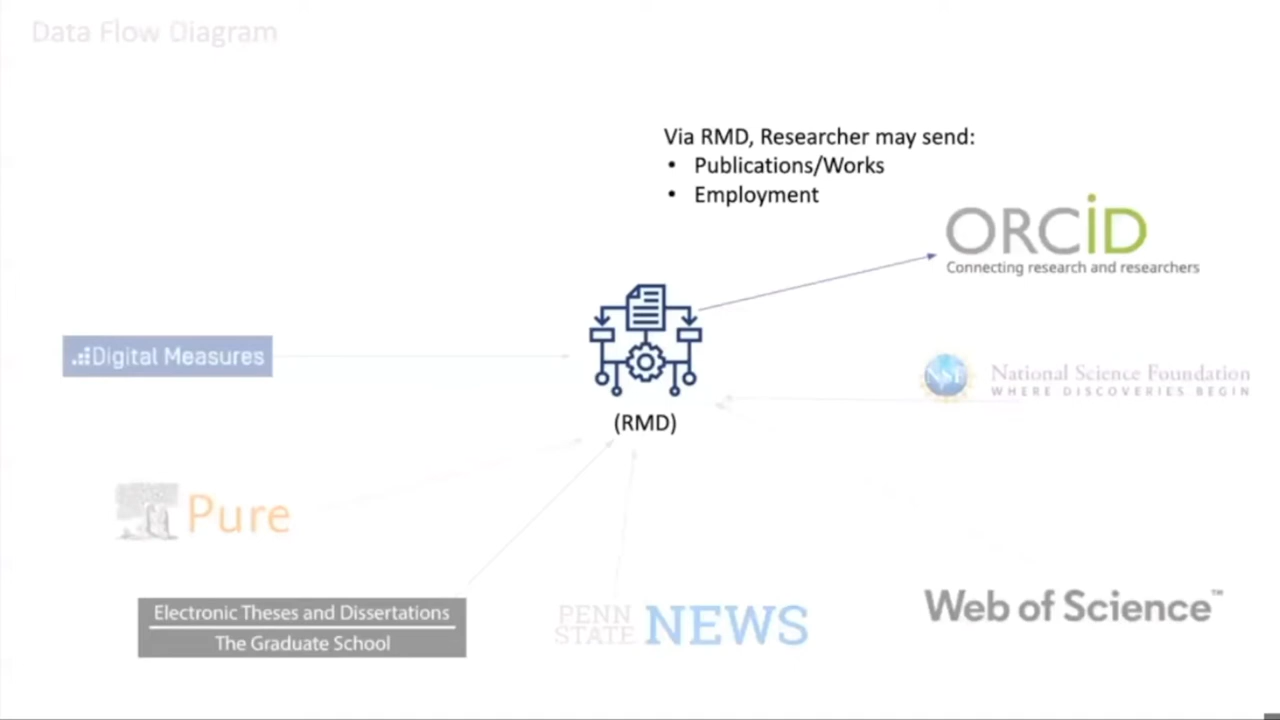 Data Flow Diagram
Via RMD, Researcher may send:
• Publications/Works
• Employment
ORCiD
Connecting research and researchers
Digital Measures
(RMD)
NSF
National Science Foundation
WHERE DISCOVERIES BEGIN
Pure
Electronic Theses and Dissertations
The Graduate School
PENN
STATE
NEWS
Web of Science™